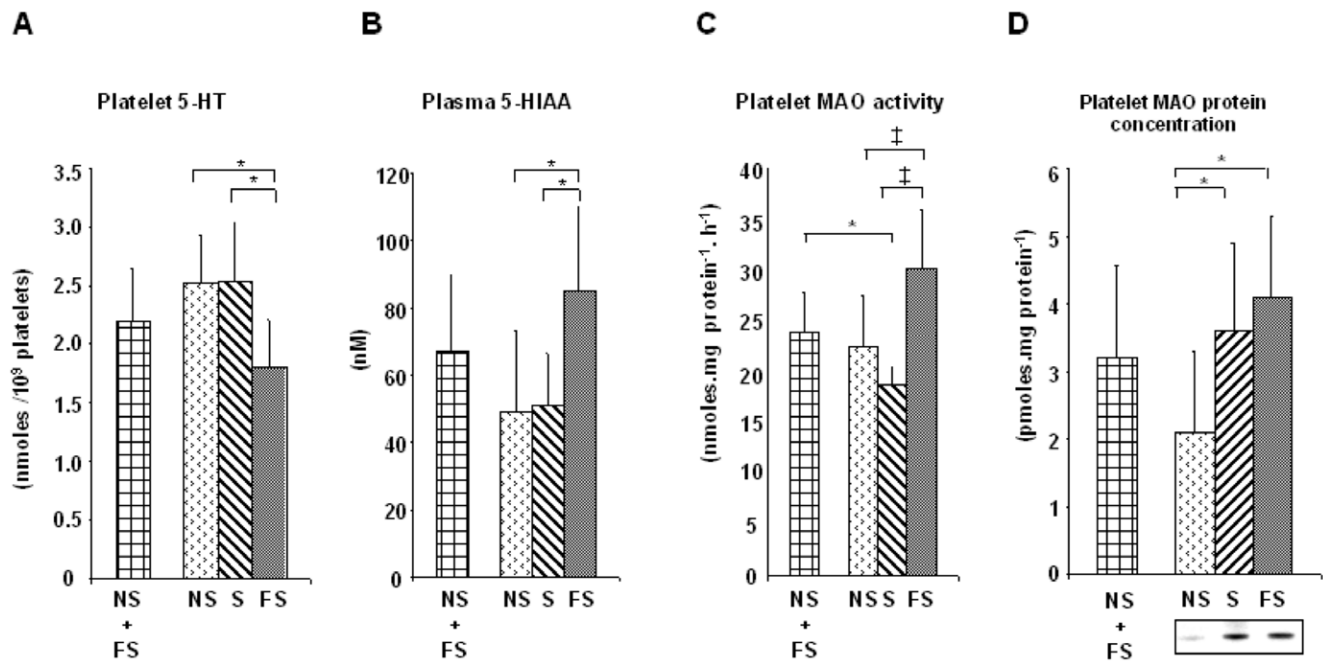 A
B
C
D
Platelet 5-HT
Plasma 5-HIAA
Platelet MAO activity
Platelet MAO protein
concentration
(nmoles /10⁹ platelets)
3.5
3.0
2.5
2.0
1.5
1.0
0.5
0
*
*
NS
+
FS
NS S FS
(nM)
120
100
80
60
40
20
0
*
*
NS
+
FS
NS S FS
(nmoles.mg protein⁻¹. h⁻¹)
40
35
30
25
20
15
10
5
0
‡
‡
*
NS
+
FS
NS S FS
(pmoles.mg protein⁻¹)
6
5
4
3
2
1
0
*
*
NS
+
FS
NS S FS